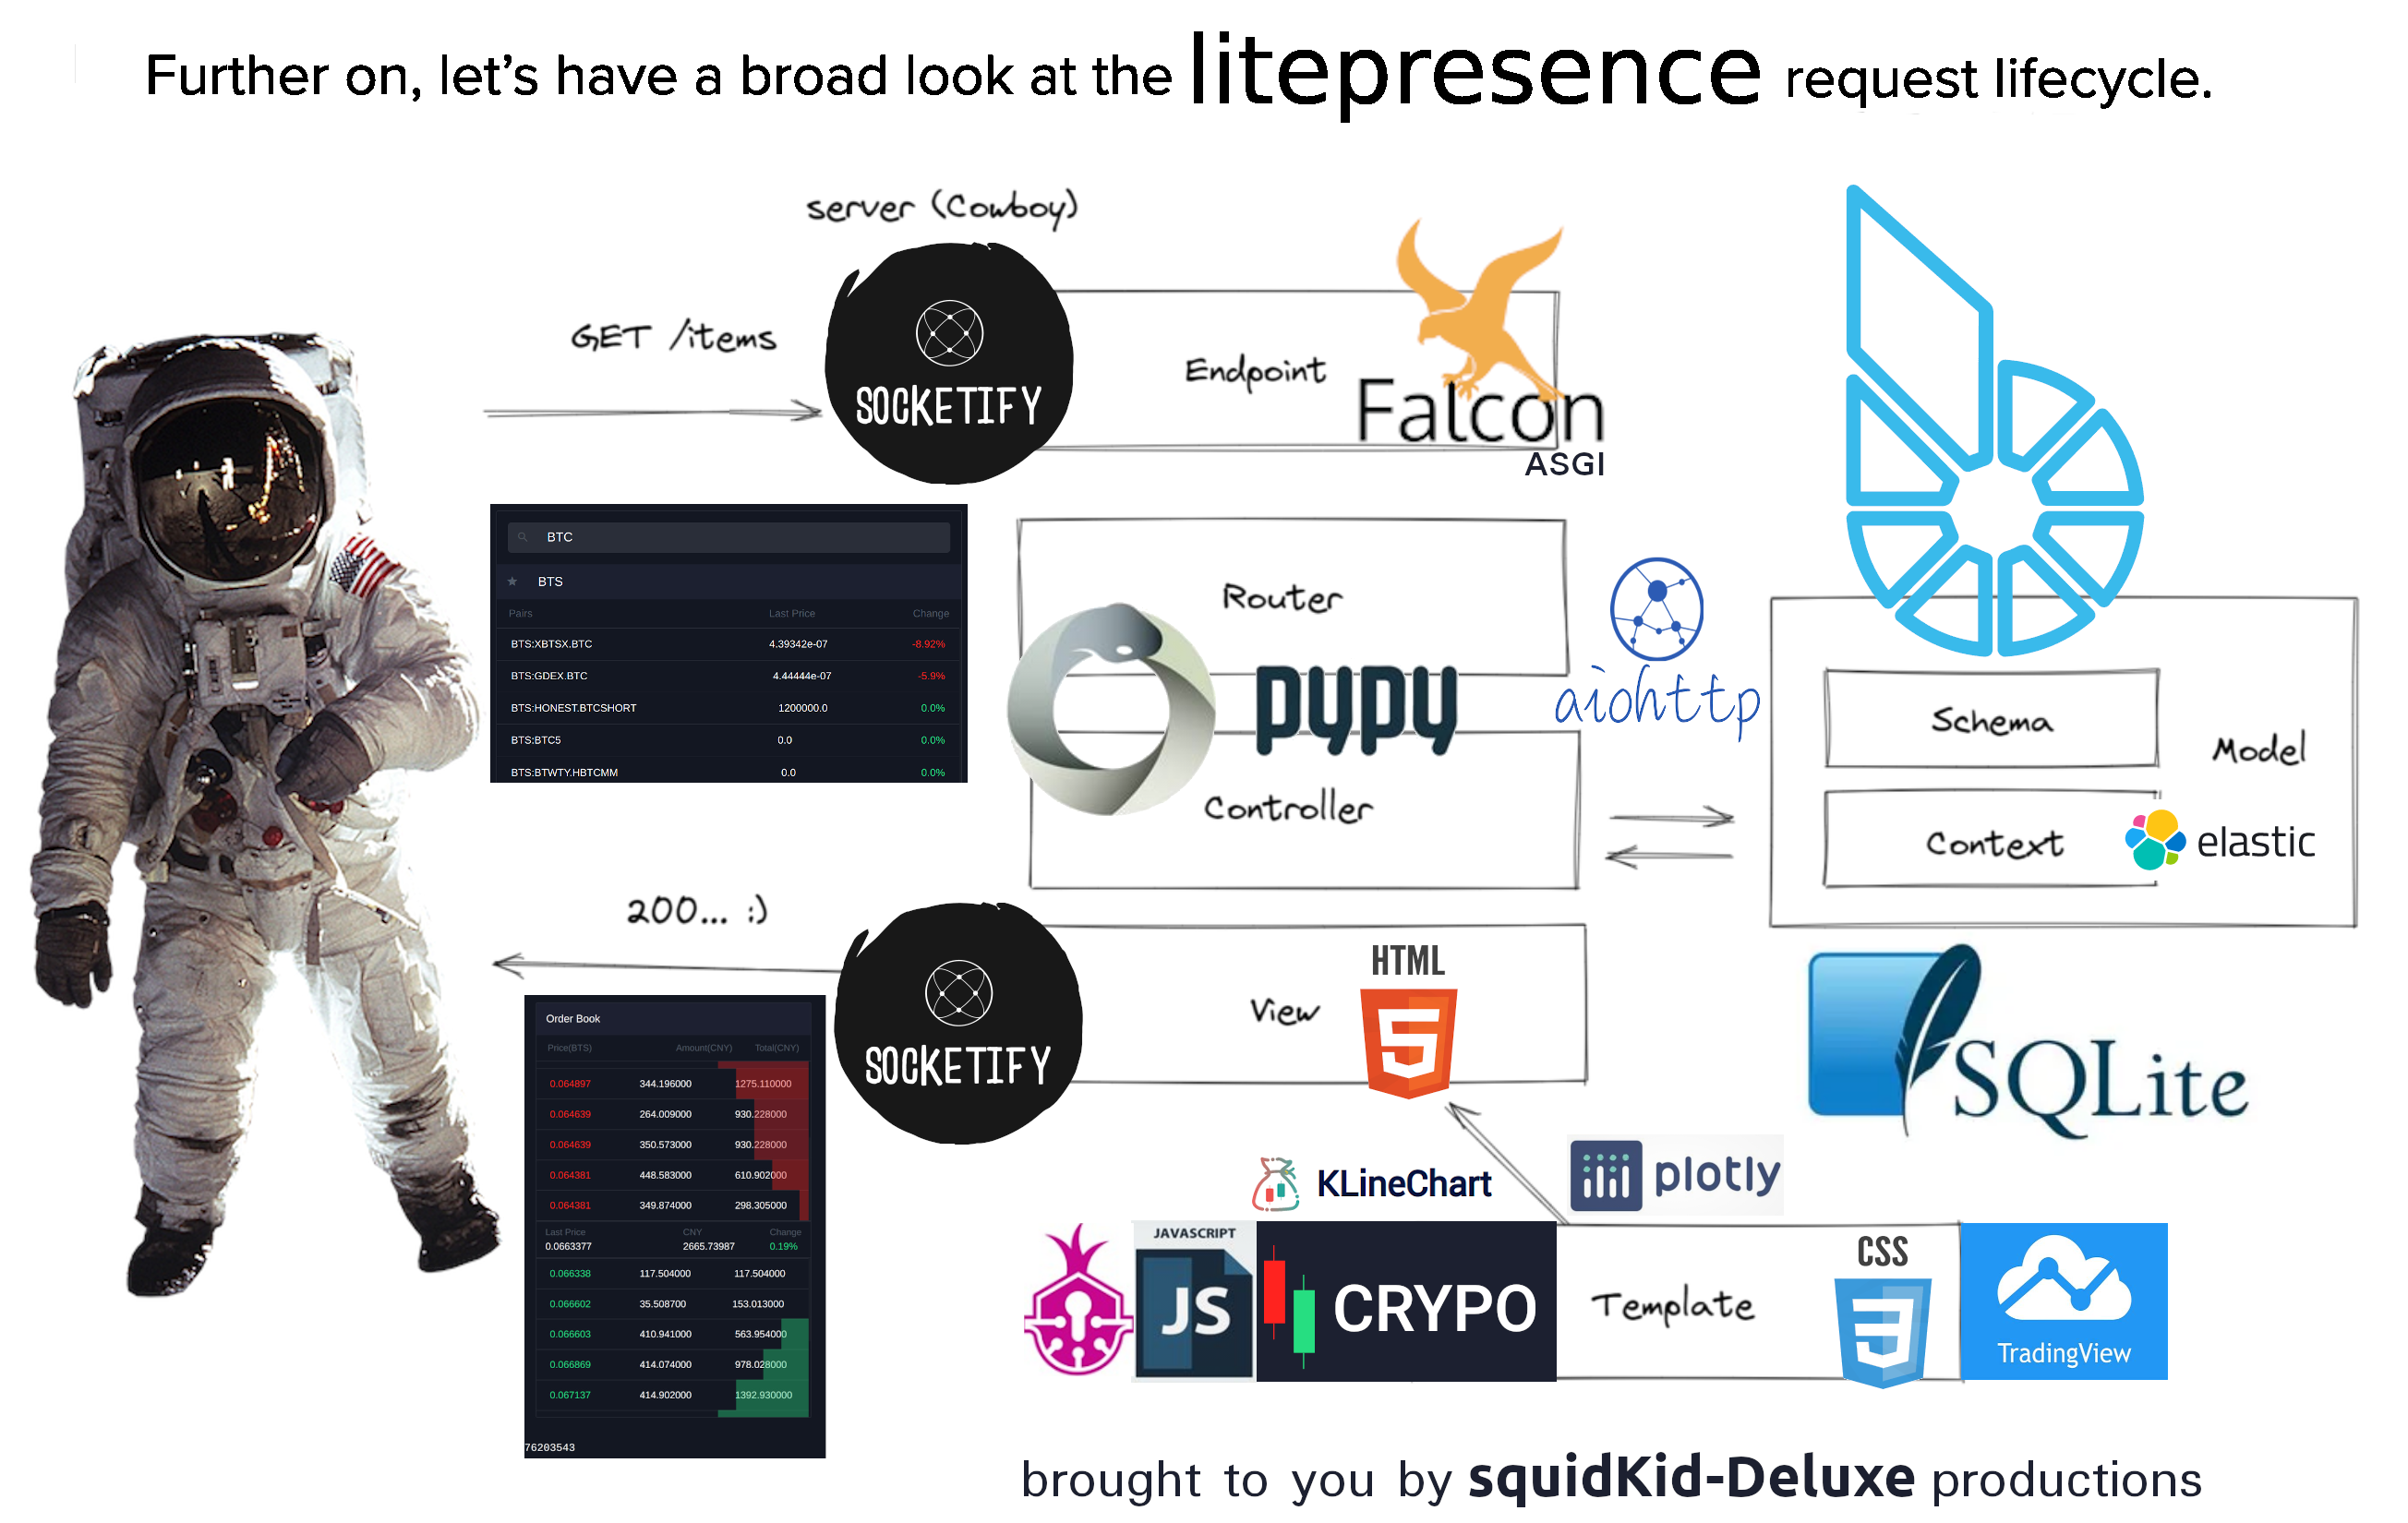 Further on, let's have a broad look at the litepresence request lifecycle.
server (Cowboy)
GET /items
SOCKETIFY
Endpoint
Falcon
ASGI
BTC
BTS
Pairs Last Price Change
BTS:XBTSX.BTC 4.39342e-07 -8.92%
BTS:GDEX.BTC 4.44444e-07 -5.9%
BTS:HONEST.BTCSHORT 1200000.0 0.0%
BTS:BTC5 0.0 0.0%
BTS:BTWTY.HBTCMM 0.0 0.0%
Router
pypy
aiohttp
Controller
Schema
Model
Context
elastic
200... :)
SOCKETIFY
View
HTML
5
SQLite
Order Book
Price(BTS) Amount(CNY) Total(CNY)
0.064897 344.196000 1275.110000
0.064639 264.009000 930.228000
0.064639 350.573000 930.228000
0.064381 448.583000 610.902000
0.064381 349.874000 298.305000
Last Price CNY Change
0.0663377 2665.73987 0.19%
0.066338 117.504000 117.504000
0.066602 35.508700 153.013000
0.066603 410.941000 563.954000
0.066869 414.074000 978.028000
0.067137 414.902000 1392.930000
76203543
KLineChart
plotly
JAVASCRIPT
JS
CRYPO
Template
CSS
3
TradingView
brought to you by squidKid-Deluxe productions